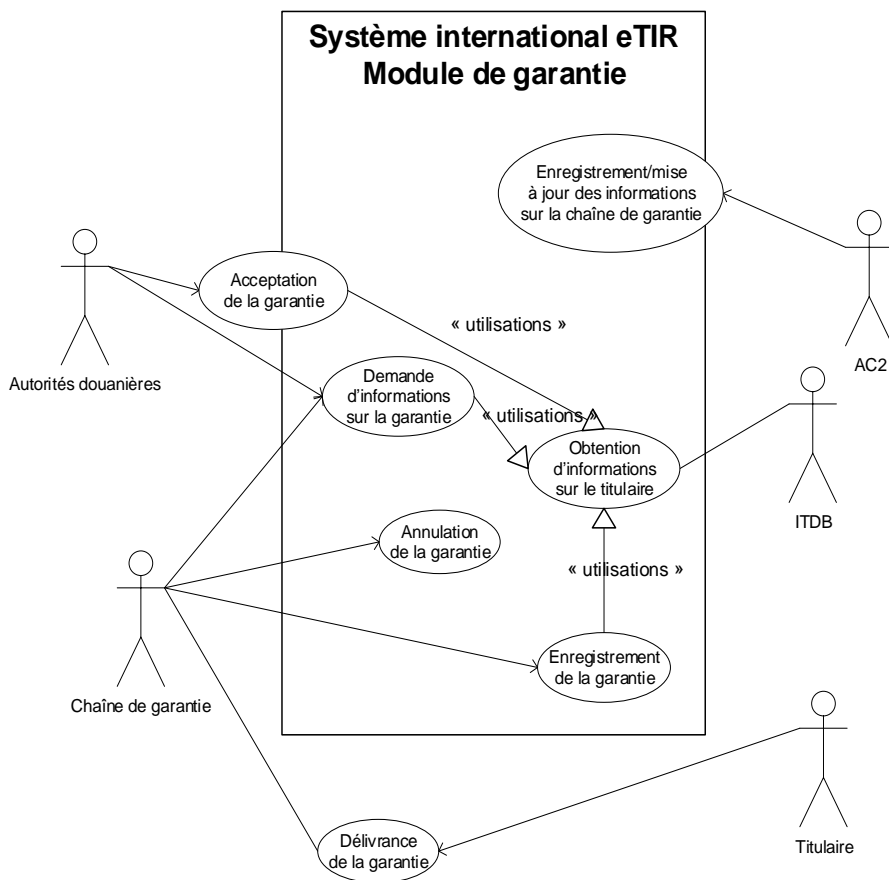 Système international eTIR
Module de garantie
Enregistrement/mise
à jour des informations
sur la chaîne de garantie
Acceptation
de la garantie
« utilisations »
AC2
Autorités douanières
Demande
d’informations
sur la garantie
« utilisations »
Obtention
d’informations
sur le titulaire
ITDB
Annulation
de la garantie
« utilisations »
Enregistrement
de la garantie
Chaîne de garantie
Délivrance
de la garantie
Titulaire